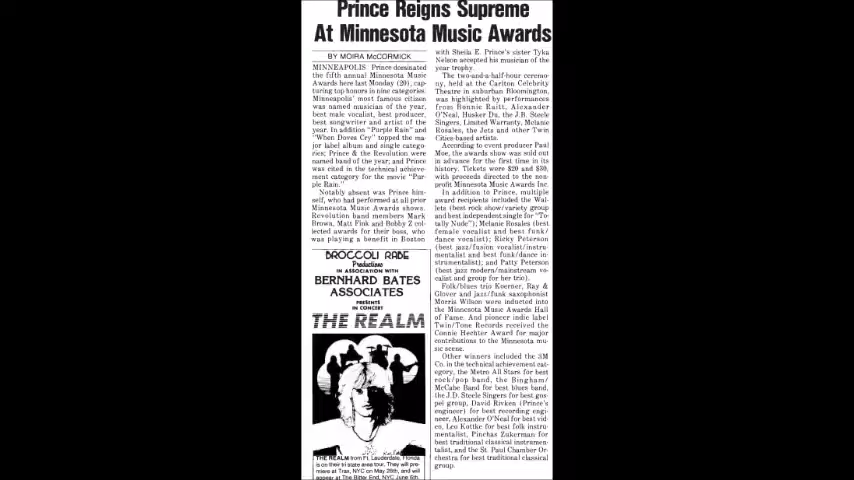 Prince Reigns Supreme
At Minnesota Music Awards
BY MOIRA McCORMICK
MINNEAPOLIS Prince dominated
the fifth annual Minnesota Music
Awards here last Monday (20), cap-
turing top honors in nine categories.
Minneapolis' most famous citizen
was named musician of the year,
best male vocalist, best producer,
best songwriter and artist of the
year. In addition "Purple Rain" and
"When Doves Cry" topped the ma-
jor label album and single catego-
ries; Prince & the Revolution were
named band of the year; and Prince
was cited in the technical achieve-
ment category for the movie "Pur-
ple Rain."
Notably absent was Prince him-
self, who had performed at all prior
Minnesota Music Awards shows.
Revolution band members Mark
Brown, Matt Fink and Bobby Z col-
lected awards for their boss, who
was playing a benefit in Boston
with Sheila E. Prince's sister Tyka
Nelson accepted his musician of the
year trophy.
The two-and-a-half-hour ceremo-
ny, held at the Carlton Celebrity
Theatre in suburban Bloomington,
was highlighted by performances
from Bonnie Raitt, Alexander
O'Neal, Husker Du, the J.B. Steele
Singers, Limited Warranty, Melanie
Rosales, the Jets and other Twin
Cities-based artists.
According to event producer Paul
Moe, the awards show was sold out
in advance for the first time in its
history. Tickets were $20 and $30,
with proceeds directed to the non-
profit Minnesota Music Awards Inc.
In addition to Prince, multiple
award recipients included the Wal-
lets (best rock show/variety group
and best independent single for "To-
tally Nude"); Melanie Rosales (best
female vocalist and best funk/
dance vocalist); Ricky Peterson
(best jazz/fusion vocalist/instru-
mentalist and best funk/dance in-
strumentalist); and Patty Peterson
(best jazz modern/mainstream vo-
calist and group for her trio).
Folk/blues trio Koerner, Ray &
Glover and jazz/funk saxophonist
Morris Wilson were inducted into
the Minnesota Music Awards Hall
of Fame. And pioneer indie label
Twin/Tone Records received the
Connie Hechter Award for major
contributions to the Minnesota mu-
sic scene.
Other winners included the 3M
Co. in the technical achievement cat-
egory, the Metro All Stars for best
rock/pop band, the Bingham/
McCabe Band for best blues band,
the J.D. Steele Singers for best gos-
pel group, David Rivken (Prince's
engineer) for best recording engi-
neer, Alexander O'Neal for best vid-
eo, Leo Kottke for best folk instru-
mentalist, Pinchas Zukerman for
best traditional classical instrumen-
talist, and the St. Paul Chamber Or-
chestra for best traditional classical
group.
BROCCOLI RABE
Productions
IN ASSOCIATION WITH
BERNHARD BATES
ASSOCIATES
PRESENTS
IN CONCERT
THE REALM
THE REALM from Ft. Lauderdale, Florida
is on their tri state area tour. They will pre-
miere at Trax, NYC on May 28th, and will
appear at The Bitter End, NYC June 5th.